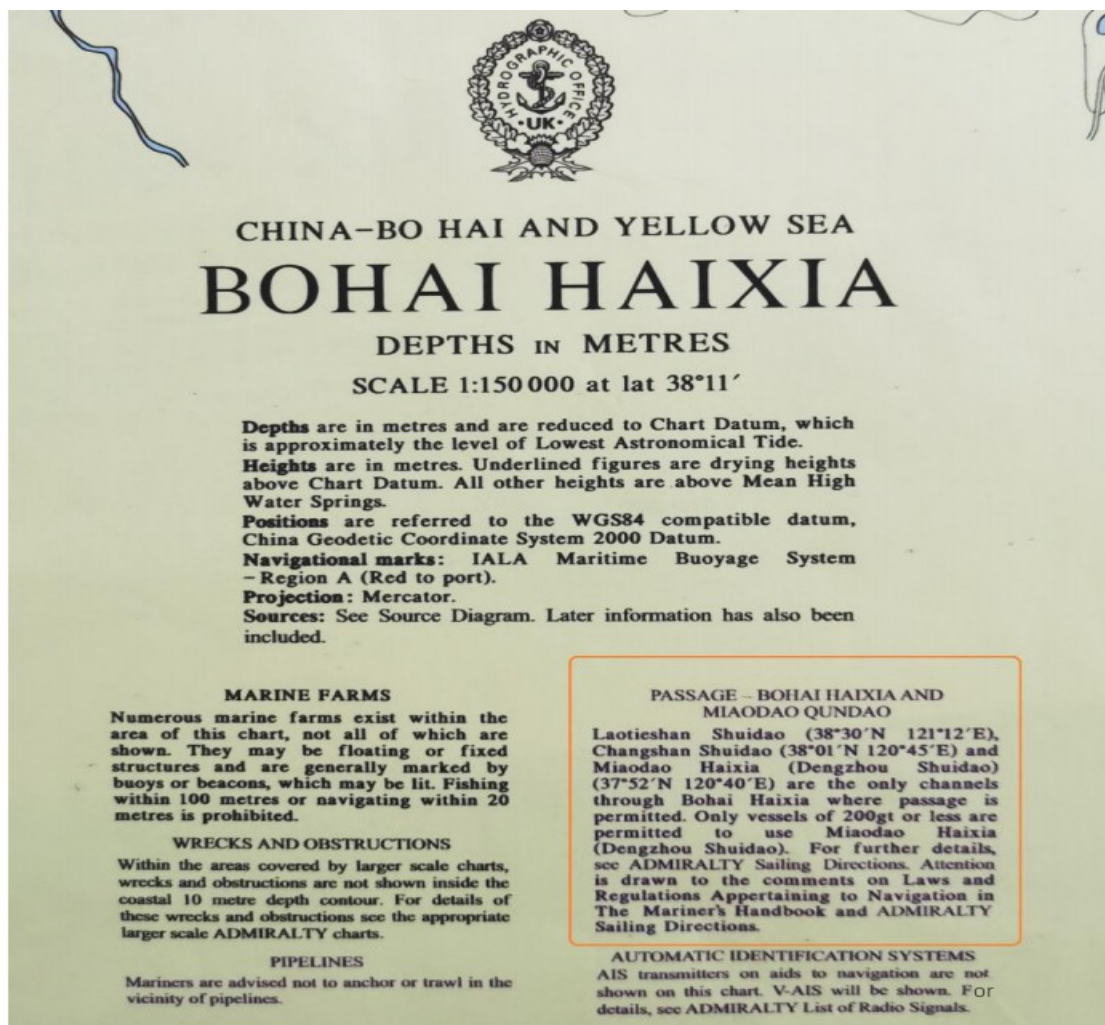 HYDROGRAPHIC OFFICE
UK
CHINA–BO HAI AND YELLOW SEA
BOHAI HAIXIA
DEPTHS IN METRES
SCALE 1:150 000 at lat 38°11′
Depths are in metres and are reduced to Chart Datum, which
is approximately the level of Lowest Astronomical Tide.
Heights are in metres. Underlined figures are drying heights
above Chart Datum. All other heights are above Mean High
Water Springs.
Positions are referred to the WGS84 compatible datum,
China Geodetic Coordinate System 2000 Datum.
Navigational marks: IALA Maritime Buoyage System
– Region A (Red to port).
Projection: Mercator.
Sources: See Source Diagram. Later information has also been
included.
MARINE FARMS
Numerous marine farms exist within the
area of this chart, not all of which are
shown. They may be floating or fixed
structures and are generally marked by
buoys or beacons, which may be lit. Fishing
within 100 metres or navigating within 20
metres is prohibited.
WRECKS AND OBSTRUCTIONS
Within the areas covered by larger scale charts,
wrecks and obstructions are not shown inside the
coastal 10 metre depth contour. For details of
these wrecks and obstructions see the appropriate
larger scale ADMIRALTY charts.
PIPELINES
Mariners are advised not to anchor or trawl in the
vicinity of pipelines.
PASSAGE – BOHAI HAIXIA AND
MIAODAO QUNDAO
Laotieshan Shuidao (38°30′N 121°12′E),
Changshan Shuidao (38°01′N 120°45′E) and
Miaodao Haixia (Dengzhou Shuidao)
(37°52′N 120°40′E) are the only channels
through Bohai Haixia where passage is
permitted. Only vessels of 200gt or less are
permitted to use Miaodao Haixia
(Dengzhou Shuidao). For further details,
see ADMIRALTY Sailing Directions. Attention
is drawn to the comments on Laws and
Regulations Appertaining to Navigation in
The Mariner's Handbook and ADMIRALTY
Sailing Directions.
AUTOMATIC IDENTIFICATION SYSTEMS
AIS transmitters on aids to navigation are not
shown on this chart. V-AIS will be shown. For
details, see ADMIRALTY List of Radio Signals.